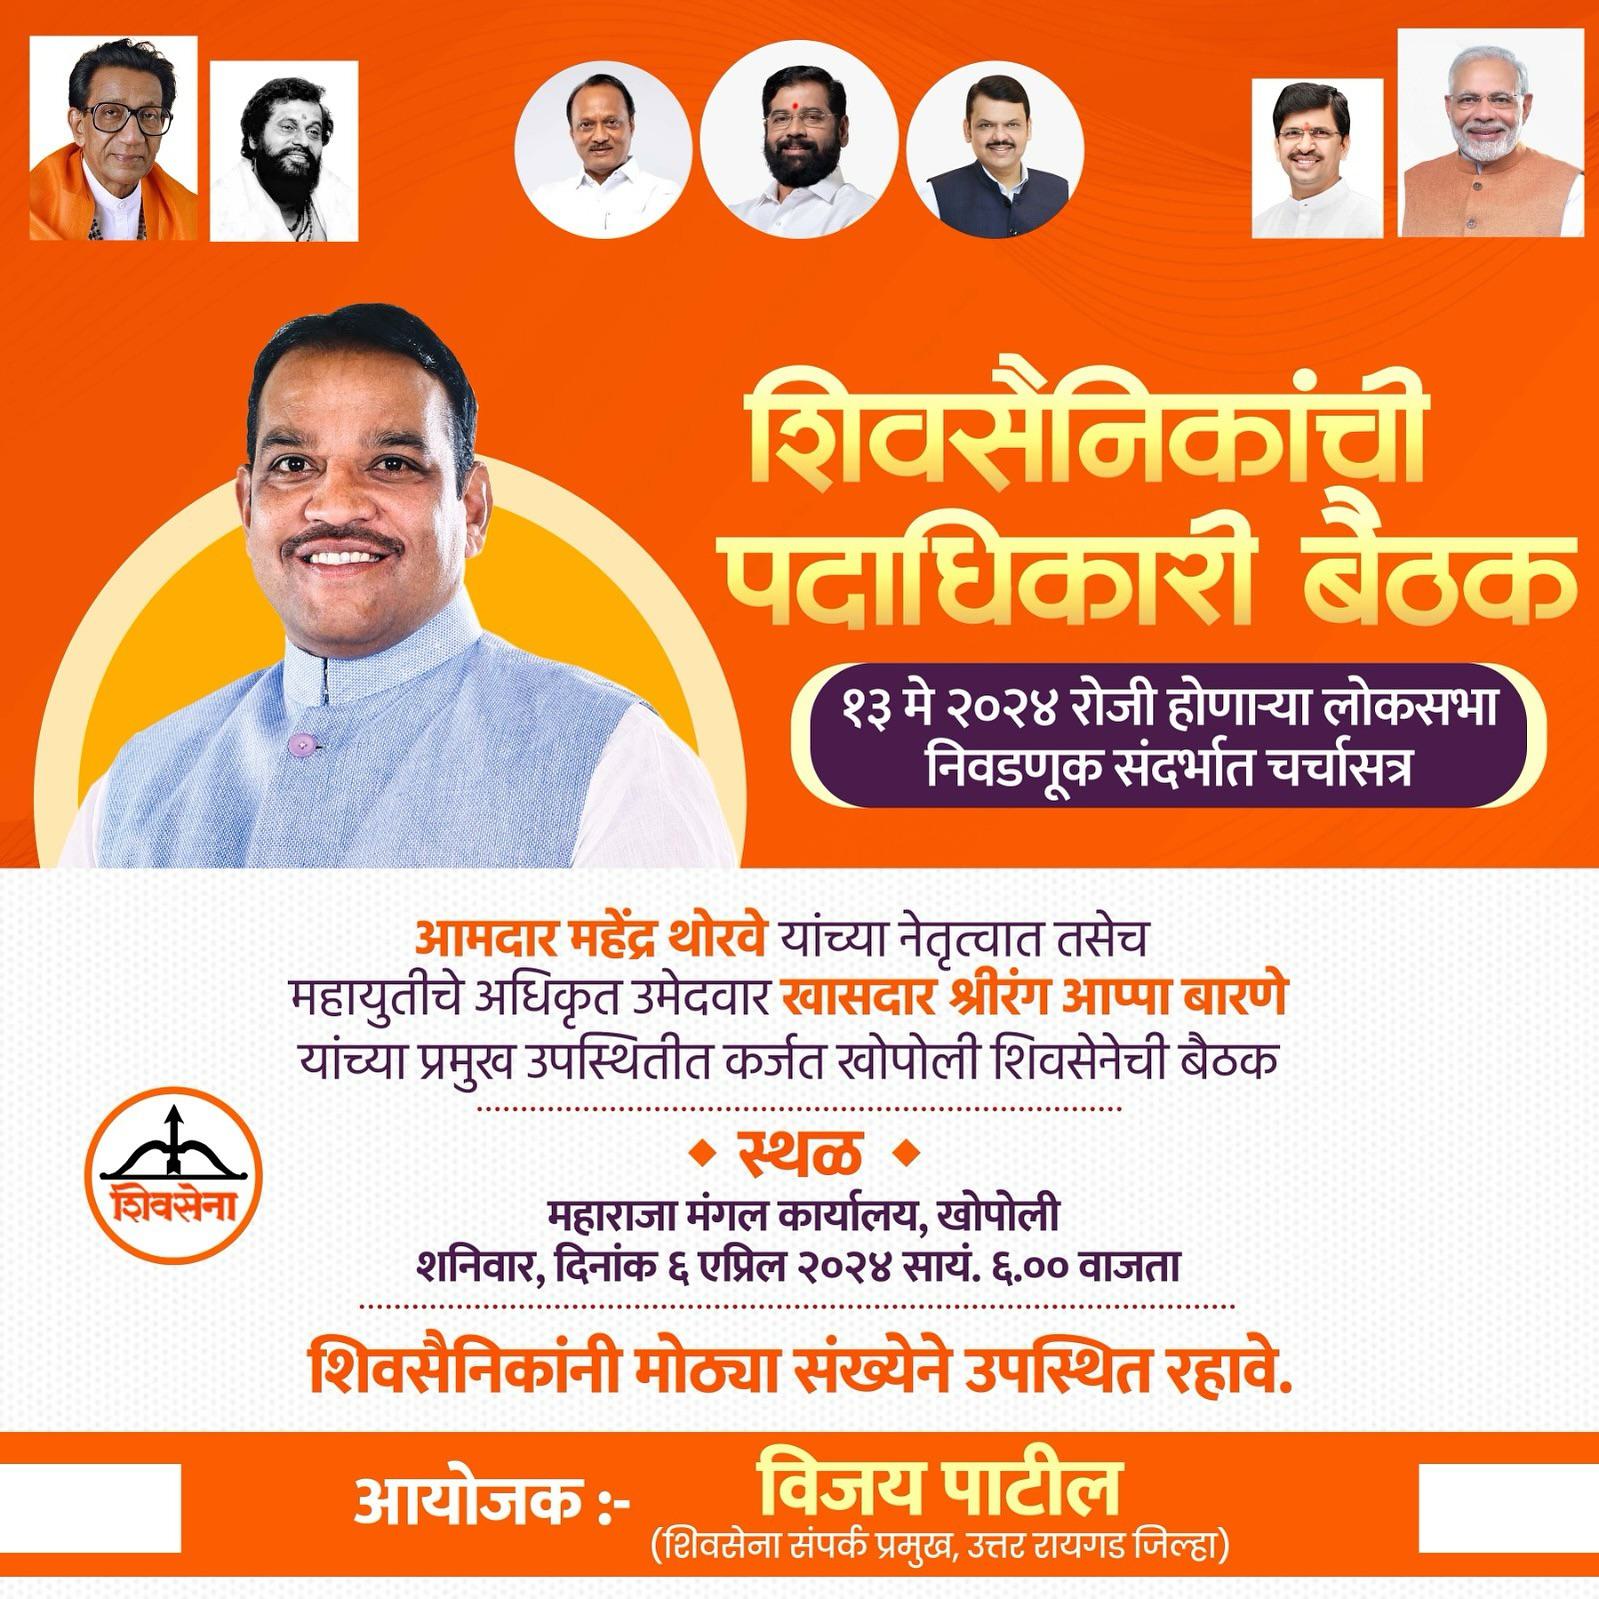 शिवसैनिकांची
पदाधिकारी बैठक
१३ मे २०२४ रोजी होणाऱ्या लोकसभा
निवडणूक संदर्भात चर्चासत्र
आमदार महेंद्र थोरवे यांच्या नेतृत्वात तसेच
महायुतीचे अधिकृत उमेदवार खासदार श्रीरंग आप्पा बारणे
यांच्या प्रमुख उपस्थितीत कर्जत खोपोली शिवसेनेची बैठक
स्थळ
शिवसेना
महाराजा मंगल कार्यालय, खोपोली
शनिवार, दिनांक ६ एप्रिल २०२४ सायं. ६.०० वाजता
शिवसैनिकांनी मोठ्या संख्येने उपस्थित रहावे.
आयोजक :- विजय पाटील
(शिवसेना संपर्क प्रमुख, उत्तर रायगड जिल्हा)